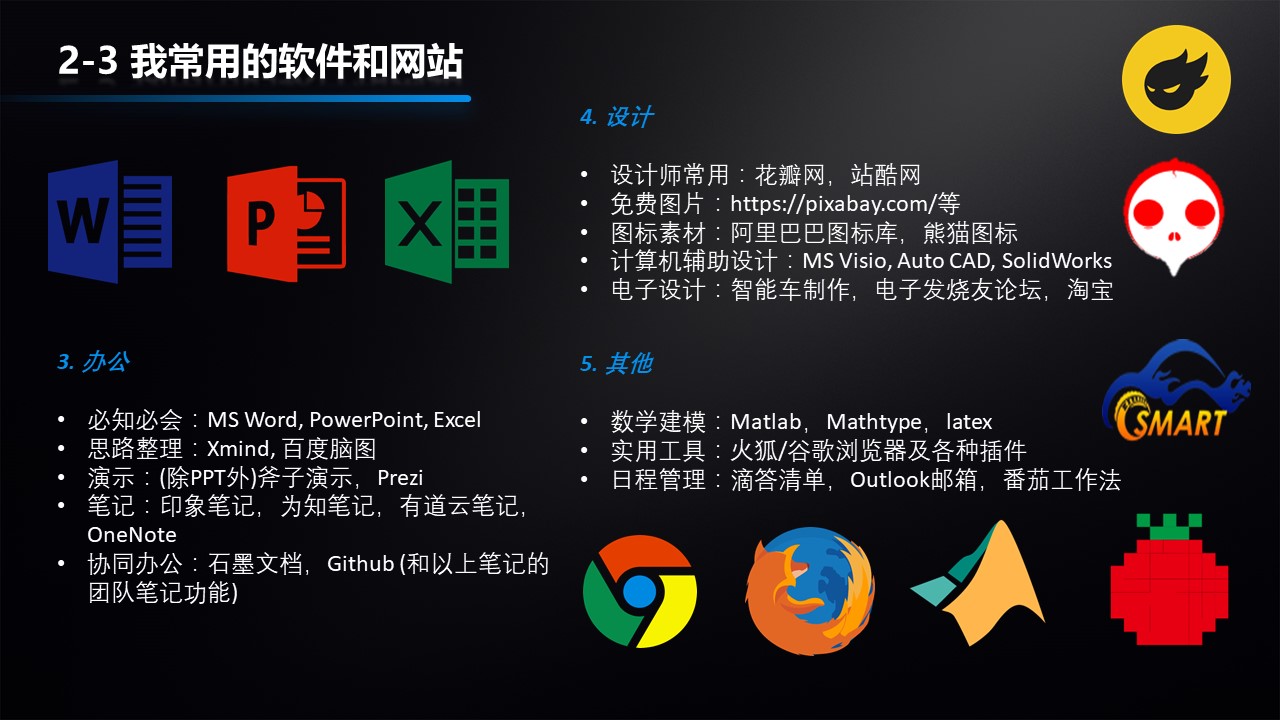 2-3 我常用的软件和网站
W
P
X
3. 办公
• 必知必会：MS Word, PowerPoint, Excel
• 思路整理：Xmind, 百度脑图
• 演示：(除PPT外)斧子演示，Prezi
• 笔记：印象笔记，为知笔记，有道云笔记，
OneNote
• 协同办公：石墨文档，Github (和以上笔记的
团队笔记功能)
4. 设计
• 设计师常用：花瓣网，站酷网
• 免费图片：https://pixabay.com/等
• 图标素材：阿里巴巴图标库，熊猫图标
• 计算机辅助设计：MS Visio, Auto CAD, SolidWorks
• 电子设计：智能车制作，电子发烧友论坛，淘宝
5. 其他
• 数学建模：Matlab，Mathtype，latex
• 实用工具：火狐/谷歌浏览器及各种插件
• 日程管理：滴答清单，Outlook邮箱，番茄工作法
SMART